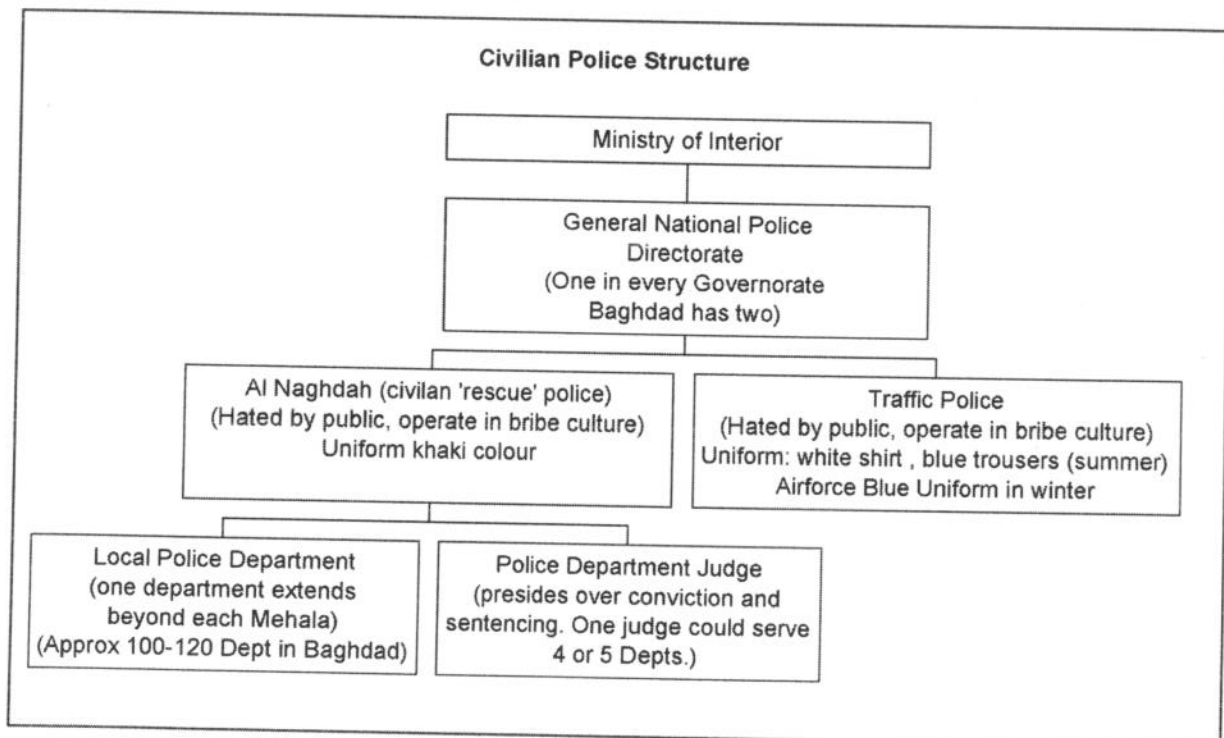 Civilian Police Structure
Ministry of Interior
General National Police
Directorate
(One in every Governorate
Baghdad has two)
Al Naghdah (civilan 'rescue' police)
(Hated by public, operate in bribe culture)
Uniform khaki colour
Traffic Police
(Hated by public, operate in bribe culture)
Uniform: white shirt , blue trousers (summer)
Airforce Blue Uniform in winter
Local Police Department
(one department extends
beyond each Mehala)
(Approx 100-120 Dept in Baghdad)
Police Department Judge
(presides over conviction and
sentencing. One judge could serve
4 or 5 Depts.)